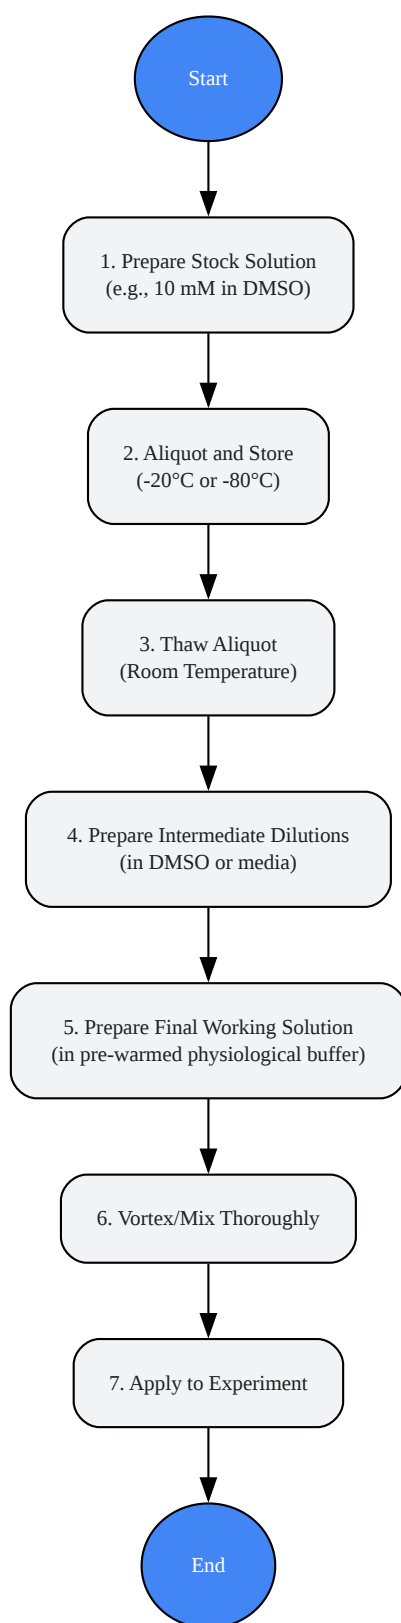 Start
1. Prepare Stock Solution
(e.g., 10 mM in DMSO)
2. Aliquot and Store
(-20°C or -80°C)
3. Thaw Aliquot
(Room Temperature)
4. Prepare Intermediate Dilutions
(in DMSO or media)
5. Prepare Final Working Solution
(in pre-warmed physiological buffer)
6. Vortex/Mix Thoroughly
7. Apply to Experiment
End